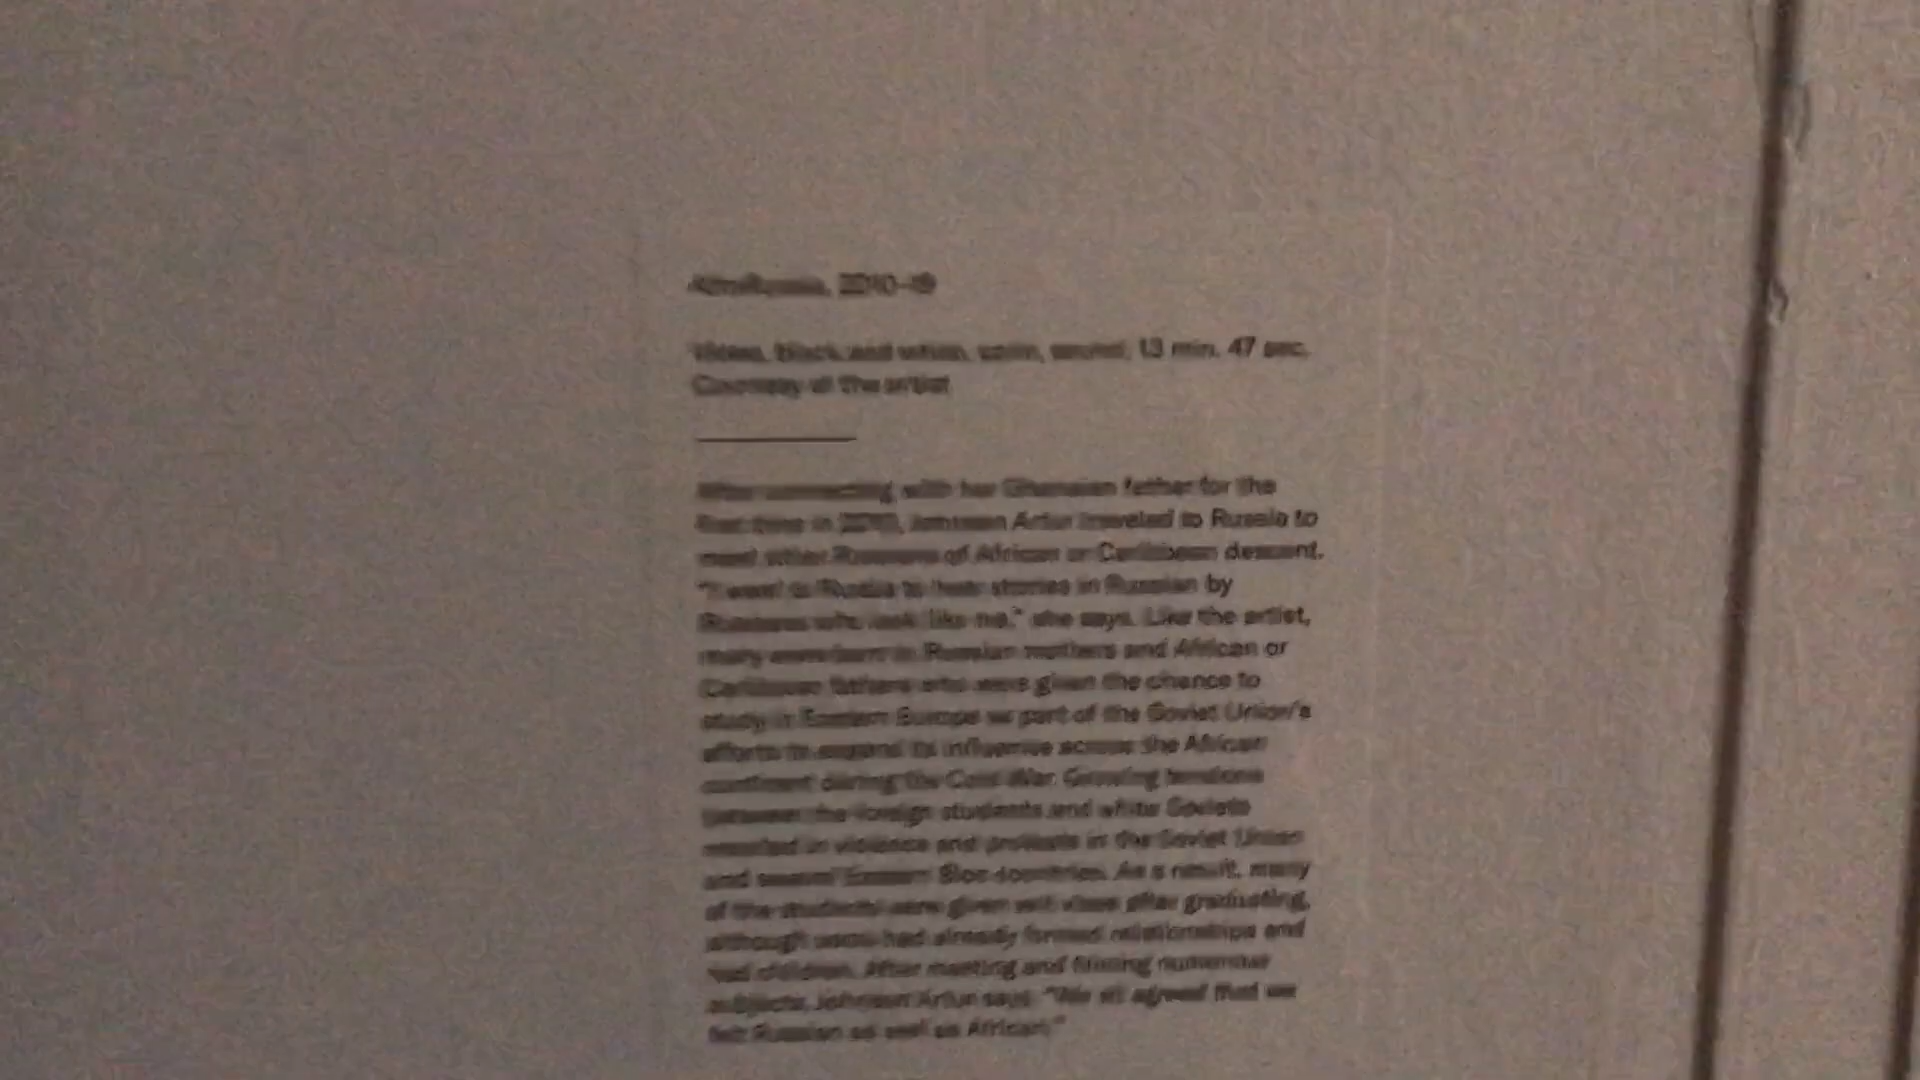 AfroRussia, 2010–19
Video, black and white, color, sound, 13 min. 47 sec.
Courtesy of the artist
After connecting with her Ghanaian father for the
first time in 2010, Johnson Artur traveled to Russia to
meet other Russians of African or Caribbean descent.
“I went to Russia to hear stories in Russian by
Russians who look like me,” she says. Like the artist,
many were born to Russian mothers and African or
Caribbean fathers who were given the chance to
study in Eastern Europe as part of the Soviet Union’s
efforts to expand its influence across the African
continent during the Cold War. Growing tensions
between the foreign students and white Soviets
resulted in violence and protests in the Soviet Union
and several Eastern Bloc countries. As a result, many
of the students were given exit visas after graduating,
although some had already formed relationships and
had children. After meeting and filming numerous
subjects, Johnson Artur says: “We all agreed that we
felt Russian as well as African.”